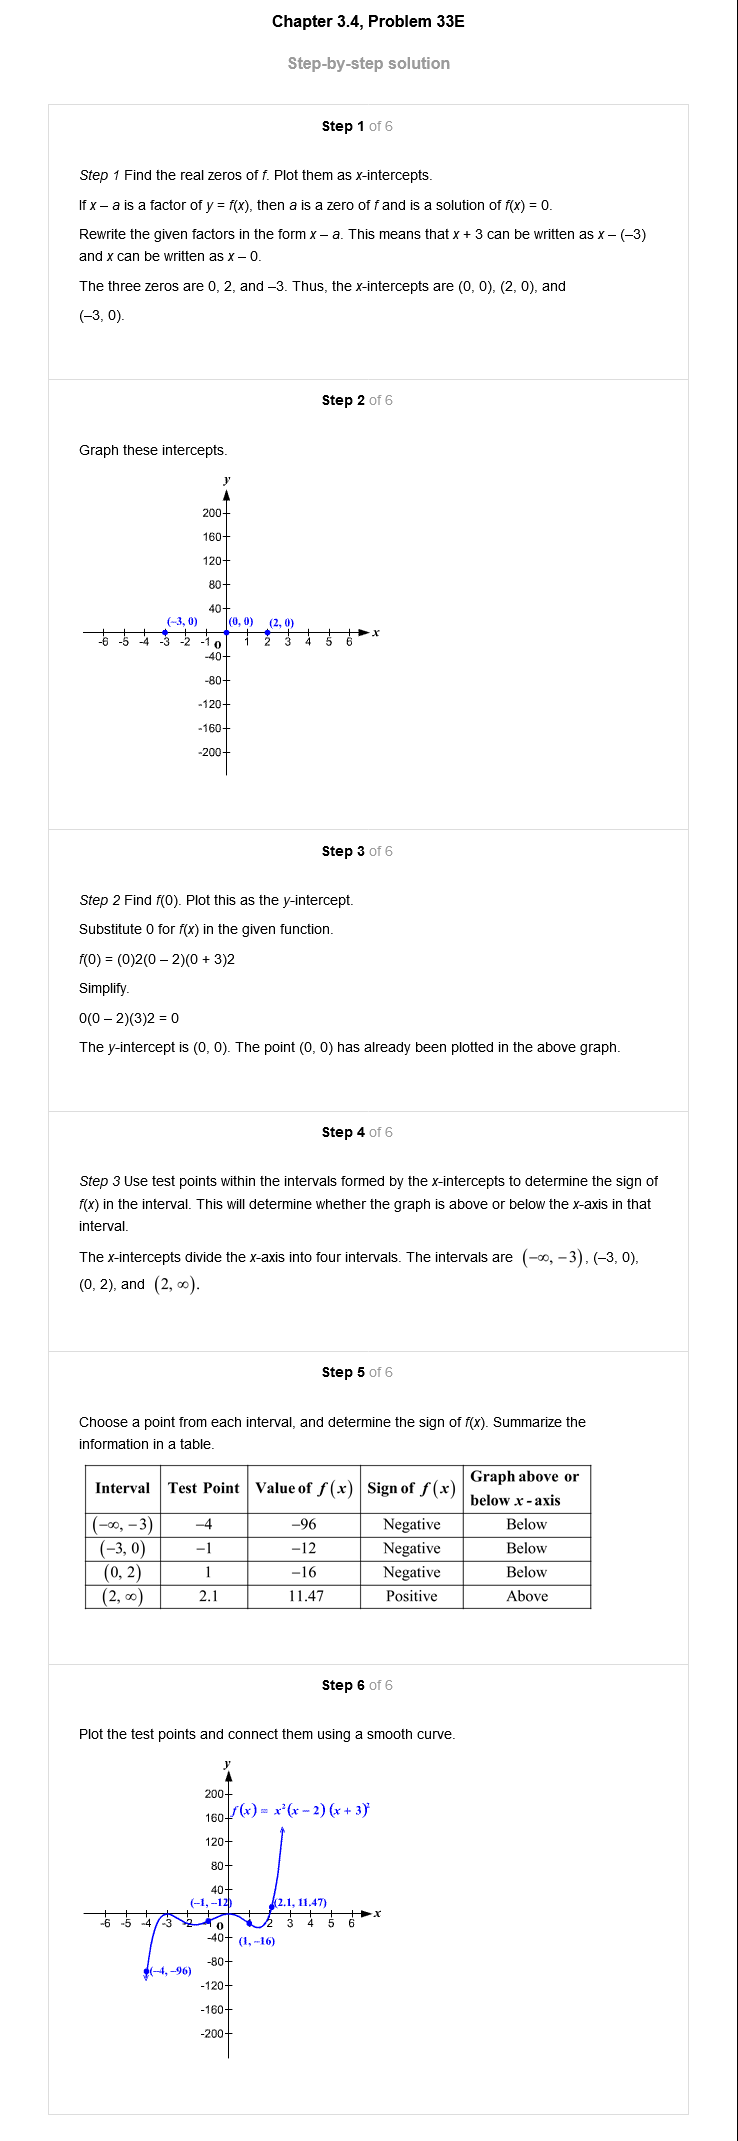 Chapter 3.4, Problem 33E
Step-by-step solution
Step 1 of 6
Step 1 Find the real zeros of f. Plot them as x-intercepts.
If x – a is a factor of y = f(x), then a is a zero of f and is a solution of f(x) = 0.
Rewrite the given factors in the form x – a. This means that x + 3 can be written as x – (–3)
and x can be written as x – 0.
The three zeros are 0, 2, and –3. Thus, the x-intercepts are (0, 0), (2, 0), and
(–3, 0).
Step 2 of 6
Graph these intercepts.
y
200
160
120
80
40
(–3, 0) (0, 0) (2, 0)
x
-6 -5 -4 -3 -2 -1 0 1 2 3 4 5 6
-40
-80
-120
-160
-200
Step 3 of 6
Step 2 Find f(0). Plot this as the y-intercept.
Substitute 0 for f(x) in the given function.
f(0) = (0)2(0 – 2)(0 + 3)2
Simplify.
0(0 – 2)(3)2 = 0
The y-intercept is (0, 0). The point (0, 0) has already been plotted in the above graph.
Step 4 of 6
Step 3 Use test points within the intervals formed by the x-intercepts to determine the sign of
f(x) in the interval. This will determine whether the graph is above or below the x-axis in that
interval.
The x-intercepts divide the x-axis into four intervals. The intervals are (–∞, –3), (–3, 0),
(0, 2), and (2, ∞).
Step 5 of 6
Choose a point from each interval, and determine the sign of f(x). Summarize the
information in a table.
Interval Test Point Value of f(x) Sign of f(x) Graph above or
below x - axis
(–∞, –3) –4 –96 Negative Below
(–3, 0) –1 –12 Negative Below
(0, 2) 1 –16 Negative Below
(2, ∞) 2.1 11.47 Positive Above
Step 6 of 6
Plot the test points and connect them using a smooth curve.
y
200
f(x) = x²(x – 2)(x + 3)²
160
120
80
40
(–1, –12) (2.1, 11.47)
x
-6 -5 -4 -3 -2 -1 0 2 3 4 5 6
-40
(1, –16)
-80
(–4, –96)
-120
-160
-200